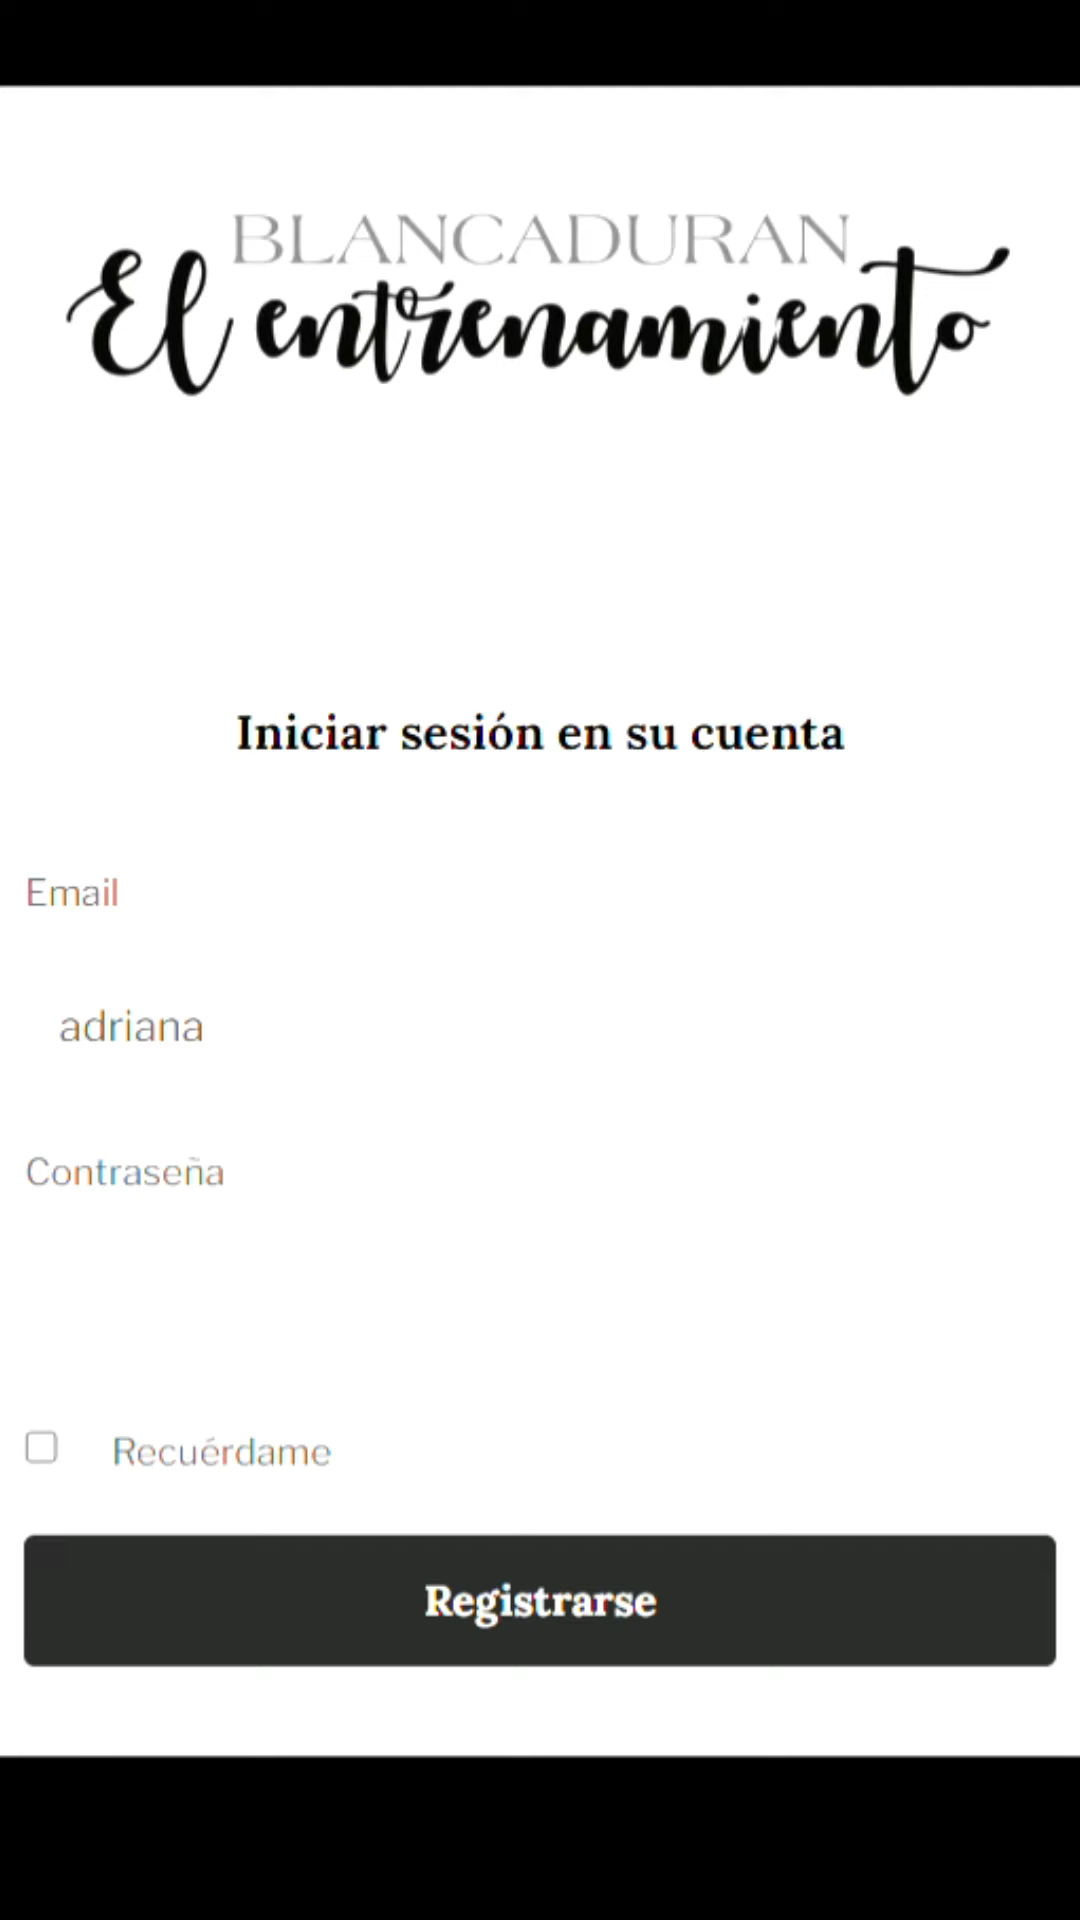 BLANCADURAN
El entrenamiento
Iniciar sesión en su cuenta
Email
adriana
Contraseña
Recuérdame
Registrarse